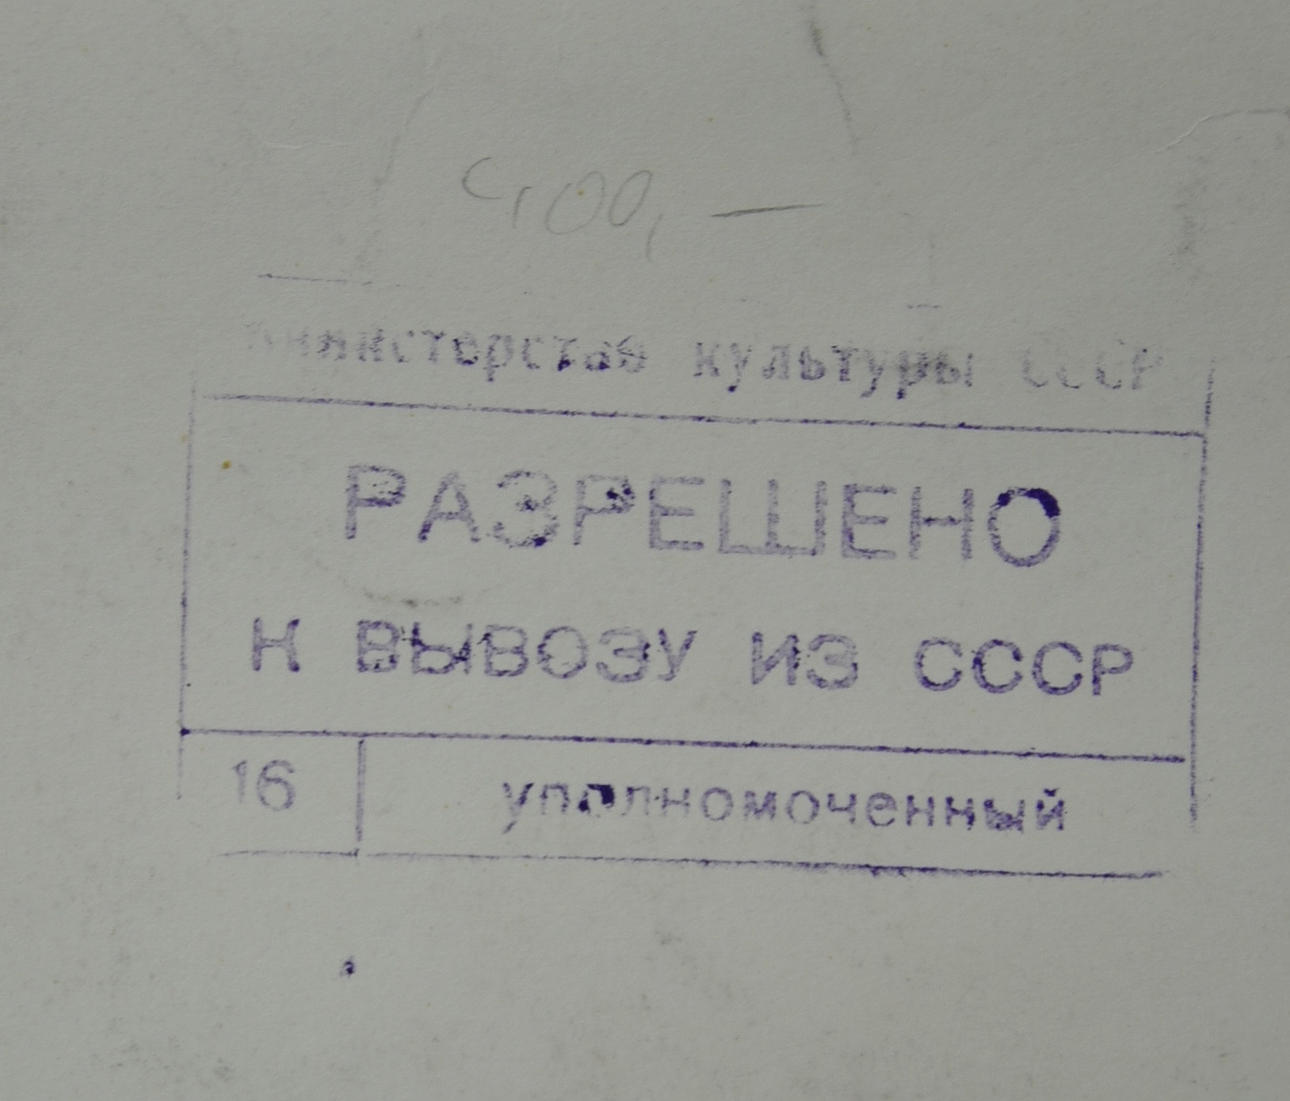 400,—
Министерство культуры СССР
РАЗРЕШЕНО
К ВЫВОЗУ ИЗ СССР
16 уполномоченный